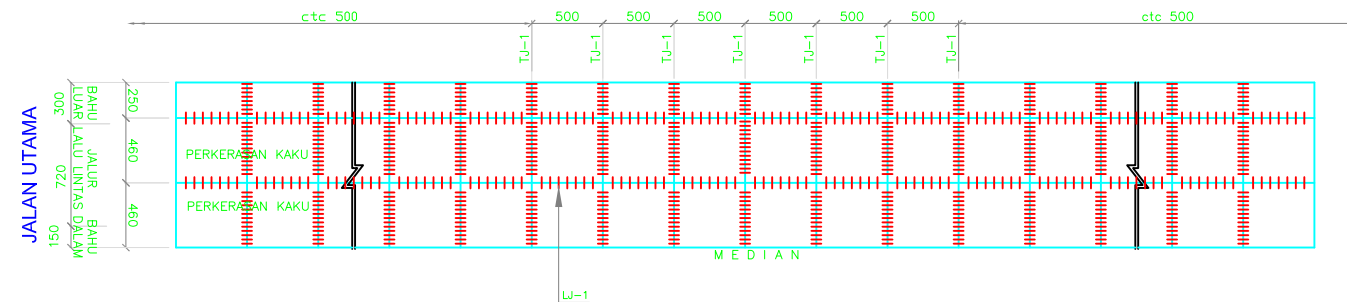 ctc 500
500
500
500
500
500
500
ctc 500
TJ-1
TJ-1
TJ-1
TJ-1
TJ-1
TJ-1
TJ-1
JALAN UTAMA
300
720
150
BAHU
LUAR
JALUR
LALU LINTAS
BAHU
DALAM
250
460
460
PERKERASAN KAKU
PERKERASAN KAKU
MEDIAN
LJ-1